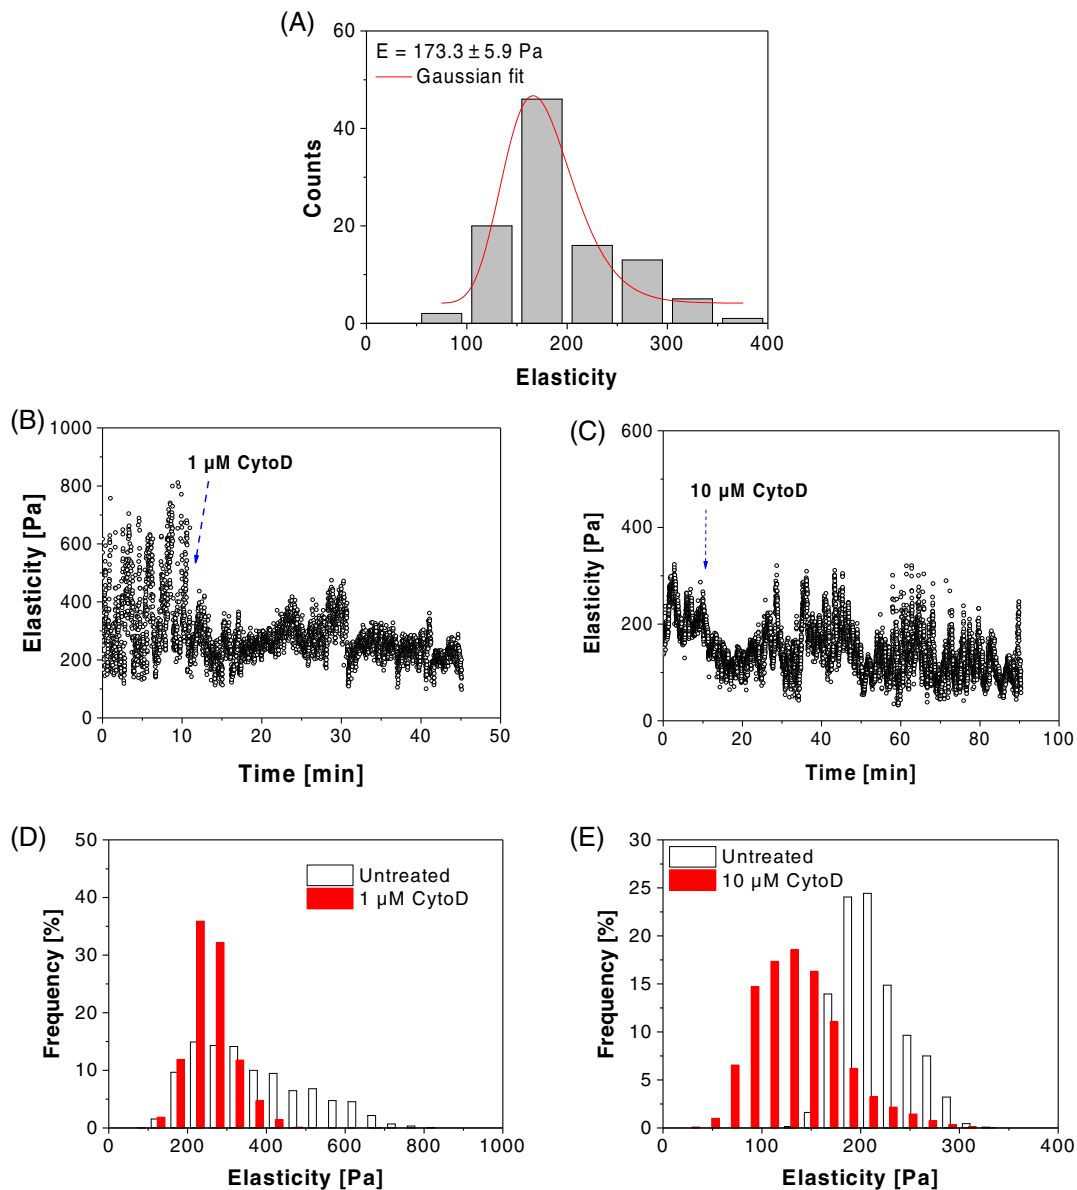 (A)
60
40
20
0
Counts
E = 173.3 ± 5.9 Pa
Gaussian fit
0 100 200 300 400
Elasticity
(B)
1000
800
600
400
200
0
Elasticity [Pa]
1 µM CytoD
0 10 20 30 40 50
Time [min]
(C)
600
400
200
0
Elasticity [Pa]
10 µM CytoD
0 20 40 60 80 100
Time [min]
(D)
50
40
30
20
10
0
Frequency [%]
Untreated
1 µM CytoD
0 200 400 600 800 1000
Elasticity [Pa]
(E)
30
25
20
15
10
5
0
Frequency [%]
Untreated
10 µM CytoD
0 100 200 300 400
Elasticity [Pa]